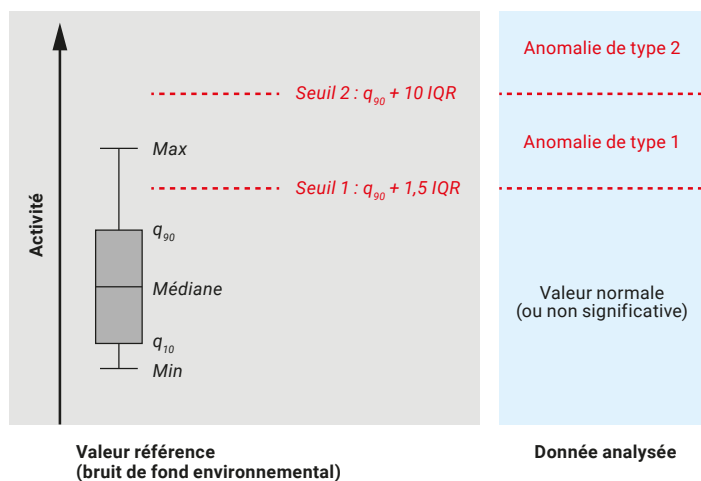 Anomalie de type 2
Seuil 2 : q90 + 10 IQR
Max
Anomalie de type 1
Seuil 1 : q90 + 1,5 IQR
Activité
q90
Médiane
Valeur normale
(ou non significative)
q10
Min
Valeur référence
(bruit de fond environnemental)
Donnée analysée